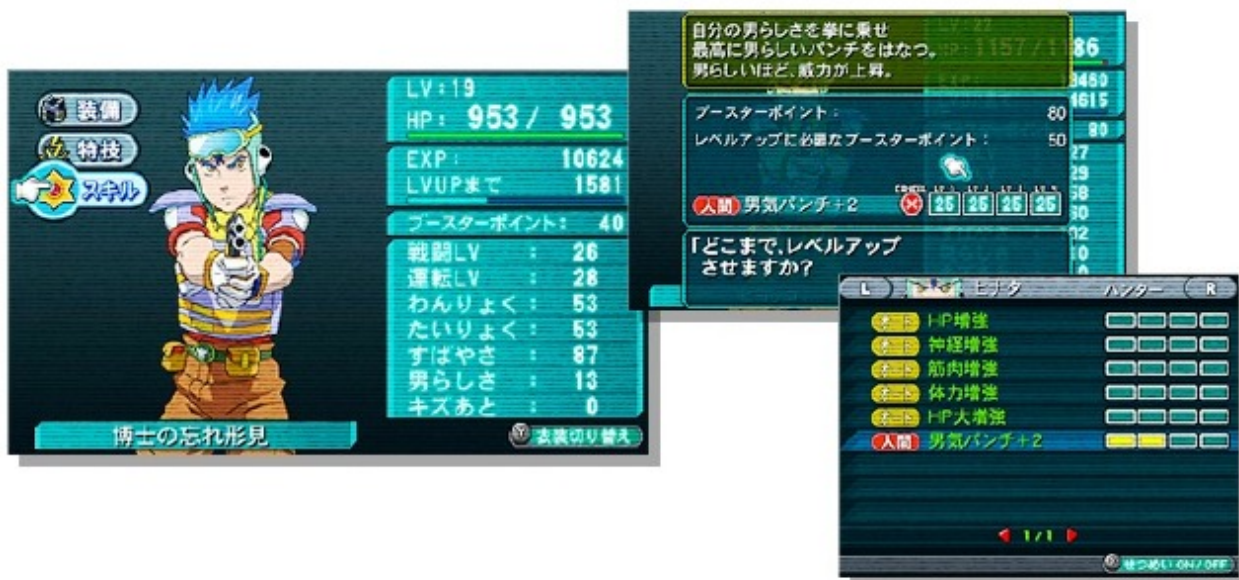 装備
特技
スキル
博士の忘れ形見
LV:19
HP: 953/ 953
EXP: 10624
LVUPまで 1581
ブースターポイント: 40
戦闘LV : 26
運転LV : 28
わんりょく: 53
たいりょく: 53
すばやさ : 87
男らしさ : 13
キズあと : 0
Y 衣装切り替え
自分の男らしさを拳に乗せ
最高に男らしいパンチをはなつ。
男らしいほど、威力が上昇。
ブースターポイント: 80
レベルアップに必要なブースターポイント: 50
人間 男気パンチ+2 25 25 25 25
「どこまで、レベルアップ
させますか?
L ヒナタ ハンター R
オート HP増強
オート 神経増強
オート 筋肉増強
オート 体力増強
オート HP大増強
人間 男気パンチ+2
1/1
せつめい ON/OFF